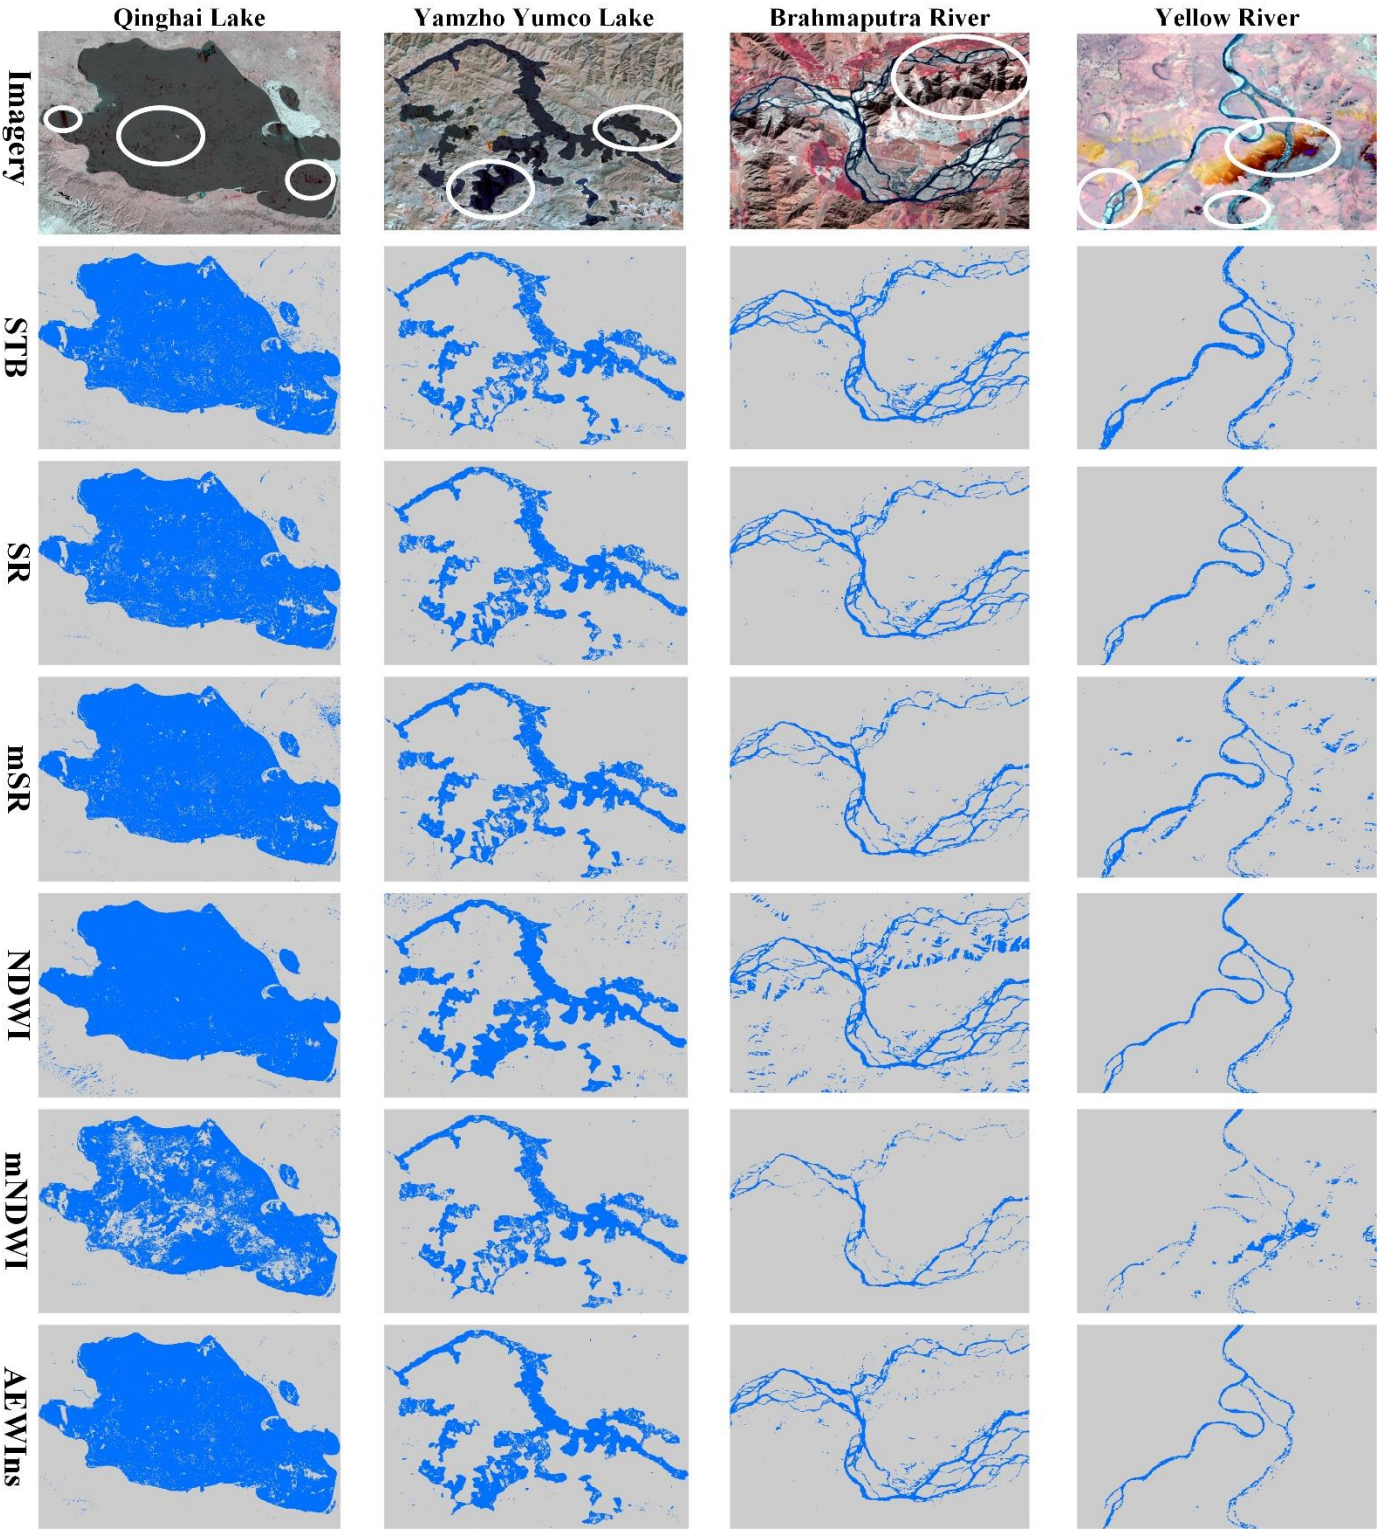 Qinghai Lake
Yamzho Yumco Lake
Brahmaputra River
Yellow River
Imagery
STB
SR
mSR
NDWI
mNDWI
AEWIns